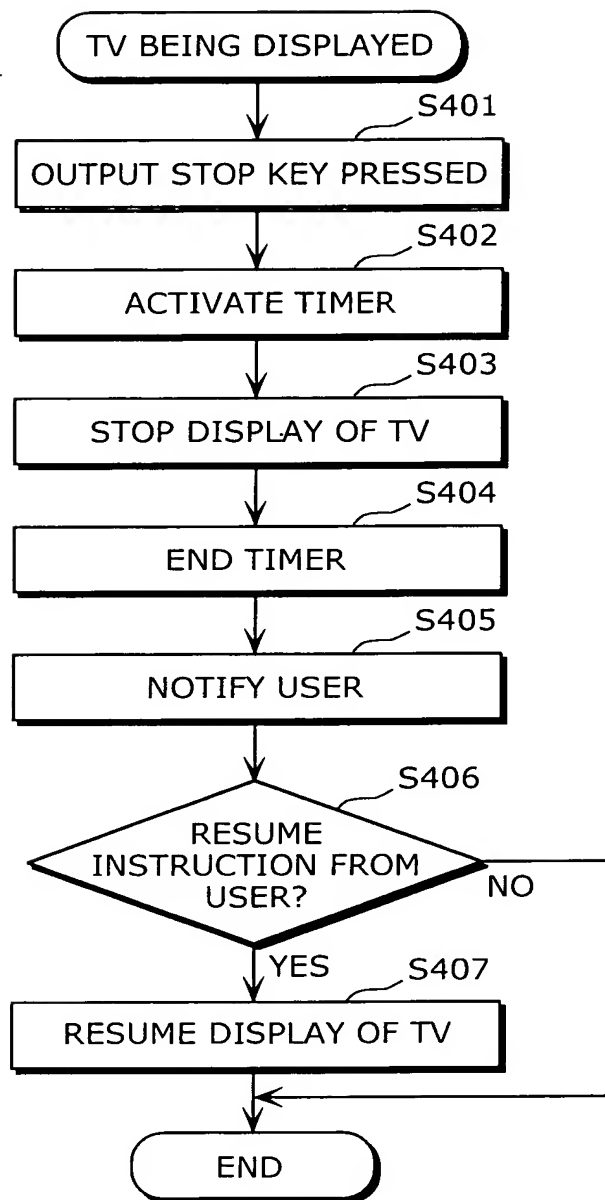 TV BEING DISPLAYED
S401
OUTPUT STOP KEY PRESSED
S402
ACTIVATE TIMER
S403
STOP DISPLAY OF TV
S404
END TIMER
S405
NOTIFY USER
S406
RESUME
INSTRUCTION FROM
USER?
NO
YES
S407
RESUME DISPLAY OF TV
END